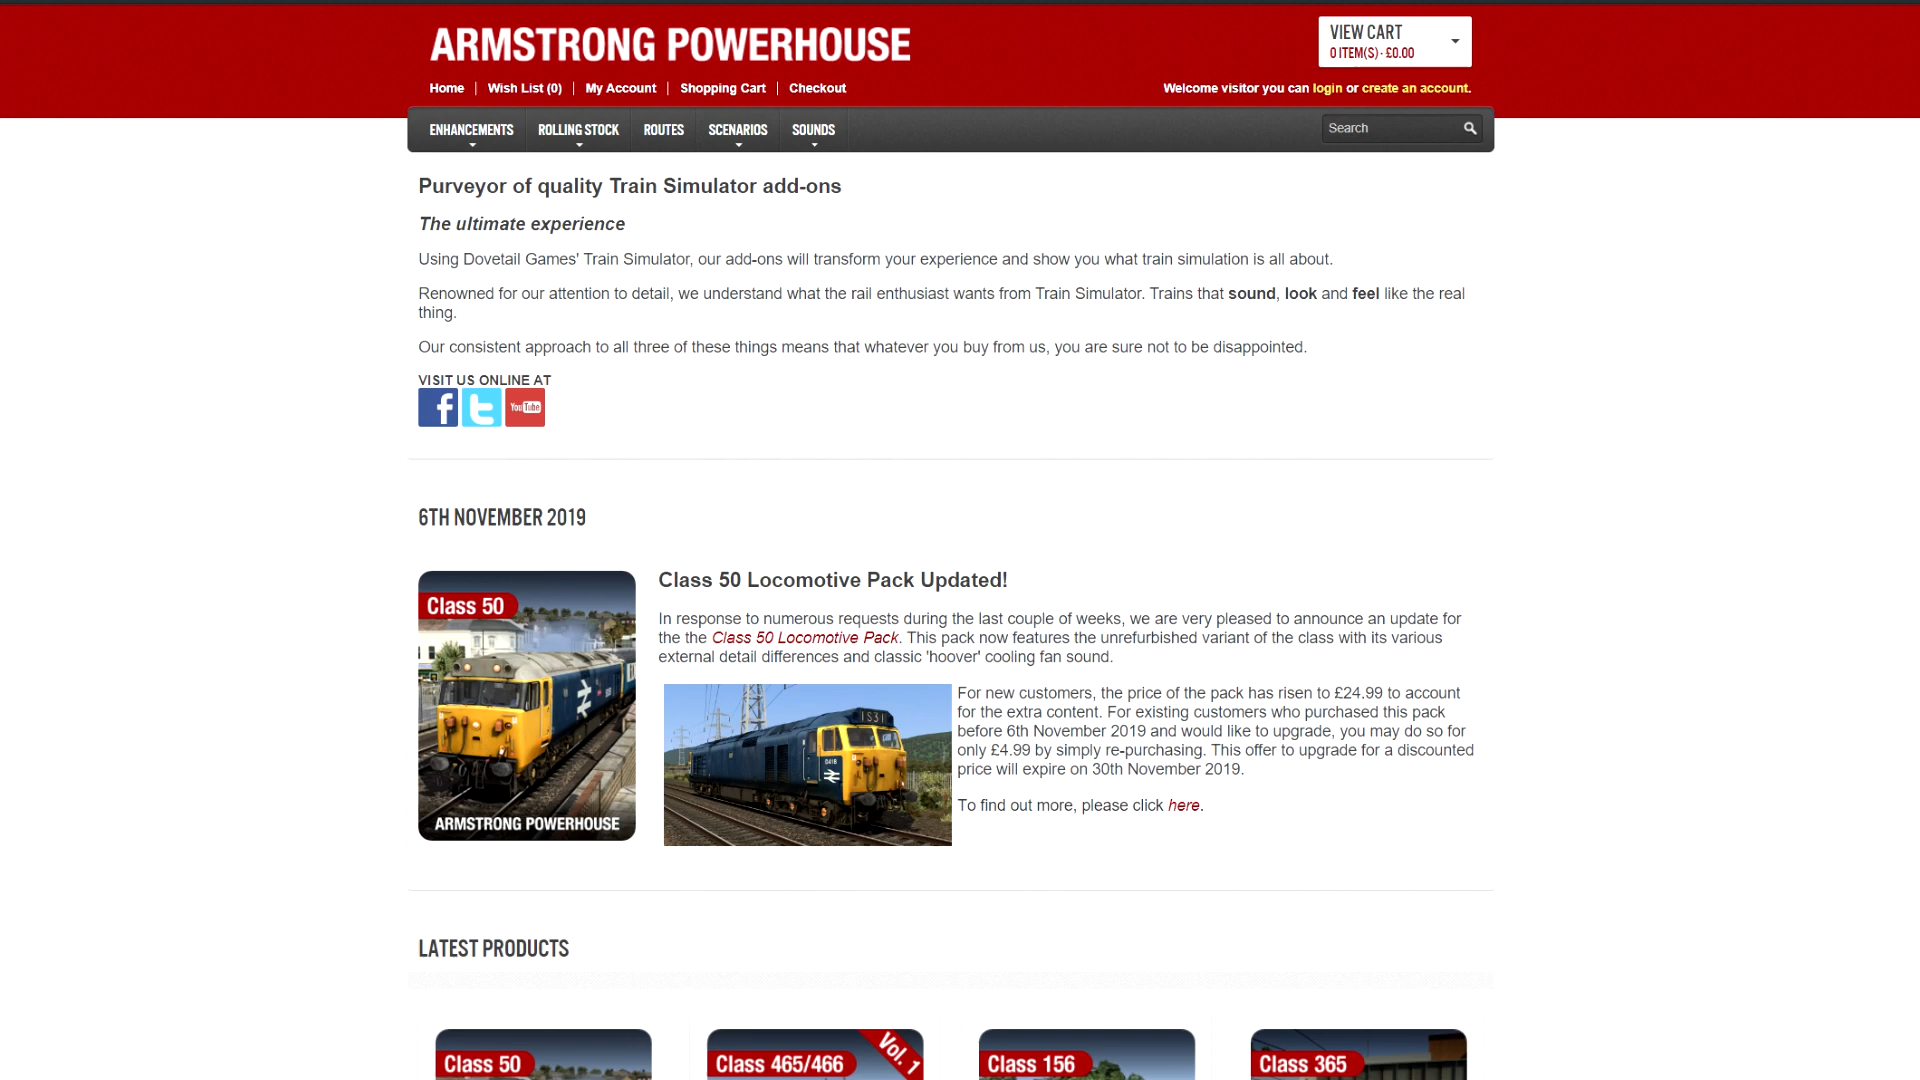 ARMSTRONG POWERHOUSE
VIEW CART
0 ITEM(S) - £0.00
Home
Wish List (0)
My Account
Shopping Cart
Checkout
Welcome visitor you can login or create an account.
ENHANCEMENTS
ROLLING STOCK
ROUTES
SCENARIOS
SOUNDS
Search
Purveyor of quality Train Simulator add-ons
The ultimate experience
Using Dovetail Games' Train Simulator, our add-ons will transform your experience and show you what train simulation is all about.
Renowned for our attention to detail, we understand what the rail enthusiast wants from Train Simulator. Trains that sound, look and feel like the real
thing.
Our consistent approach to all three of these things means that whatever you buy from us, you are sure not to be disappointed.
VISIT US ONLINE AT
You Tube
6TH NOVEMBER 2019
Class 50
ARMSTRONG POWERHOUSE
Class 50 Locomotive Pack Updated!
In response to numerous requests during the last couple of weeks, we are very pleased to announce an update for
the the Class 50 Locomotive Pack. This pack now features the unrefurbished variant of the class with its various
external detail differences and classic 'hoover' cooling fan sound.
1S31
For new customers, the price of the pack has risen to £24.99 to account
for the extra content. For existing customers who purchased this pack
before 6th November 2019 and would like to upgrade, you may do so for
only £4.99 by simply re-purchasing. This offer to upgrade for a discounted
price will expire on 30th November 2019.
To find out more, please click here.
LATEST PRODUCTS
Class 50
Class 465/466
Vol. 1
Class 156
Class 365